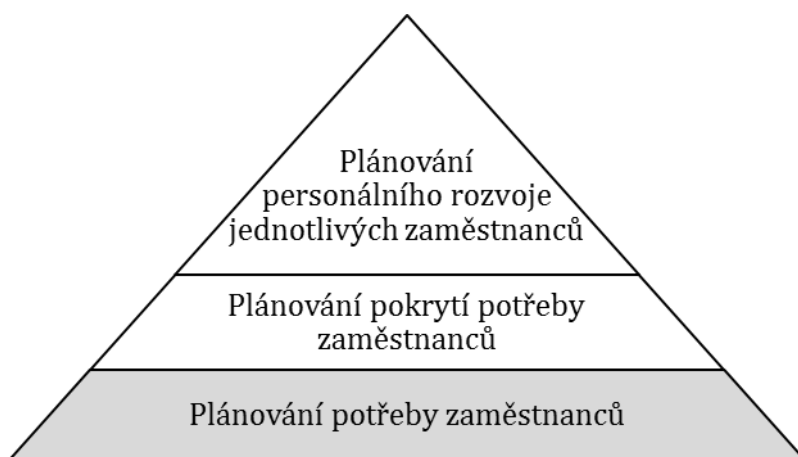 Plánování
personálního rozvoje
jednotlivých zaměstnanců
Plánování pokrytí potřeby
zaměstnanců
Plánování potřeby zaměstnanců